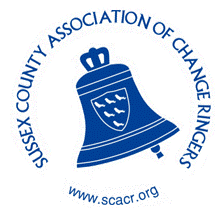 SUSSEX COUNTY ASSOCIATION OF CHANGE RINGERS
www.scacr.org